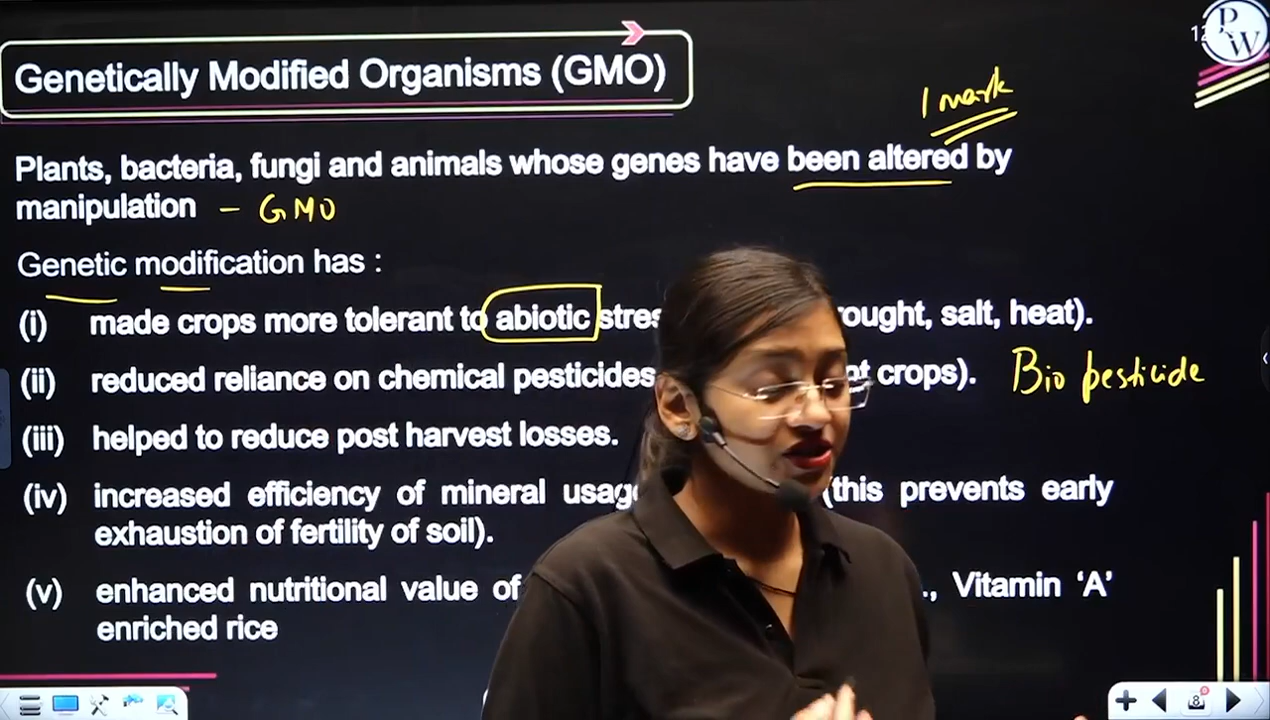 Genetically Modified Organisms (GMO)
12
PW
1 mark
Plants, bacteria, fungi and animals whose genes have been altered by
manipulation – GMO
Genetic modification has :
(i) made crops more tolerant to abiotic salt, heat).
(ii) reduced reliance on chemical pesticides crops). Bio pesticide
(iii) helped to reduce post harvest losses.
(iv) increased efficiency of mineral (this prevents early
exhaustion of fertility of soil).
(v) enhanced nutritional value of Vitamin ‘A’
enriched rice
8